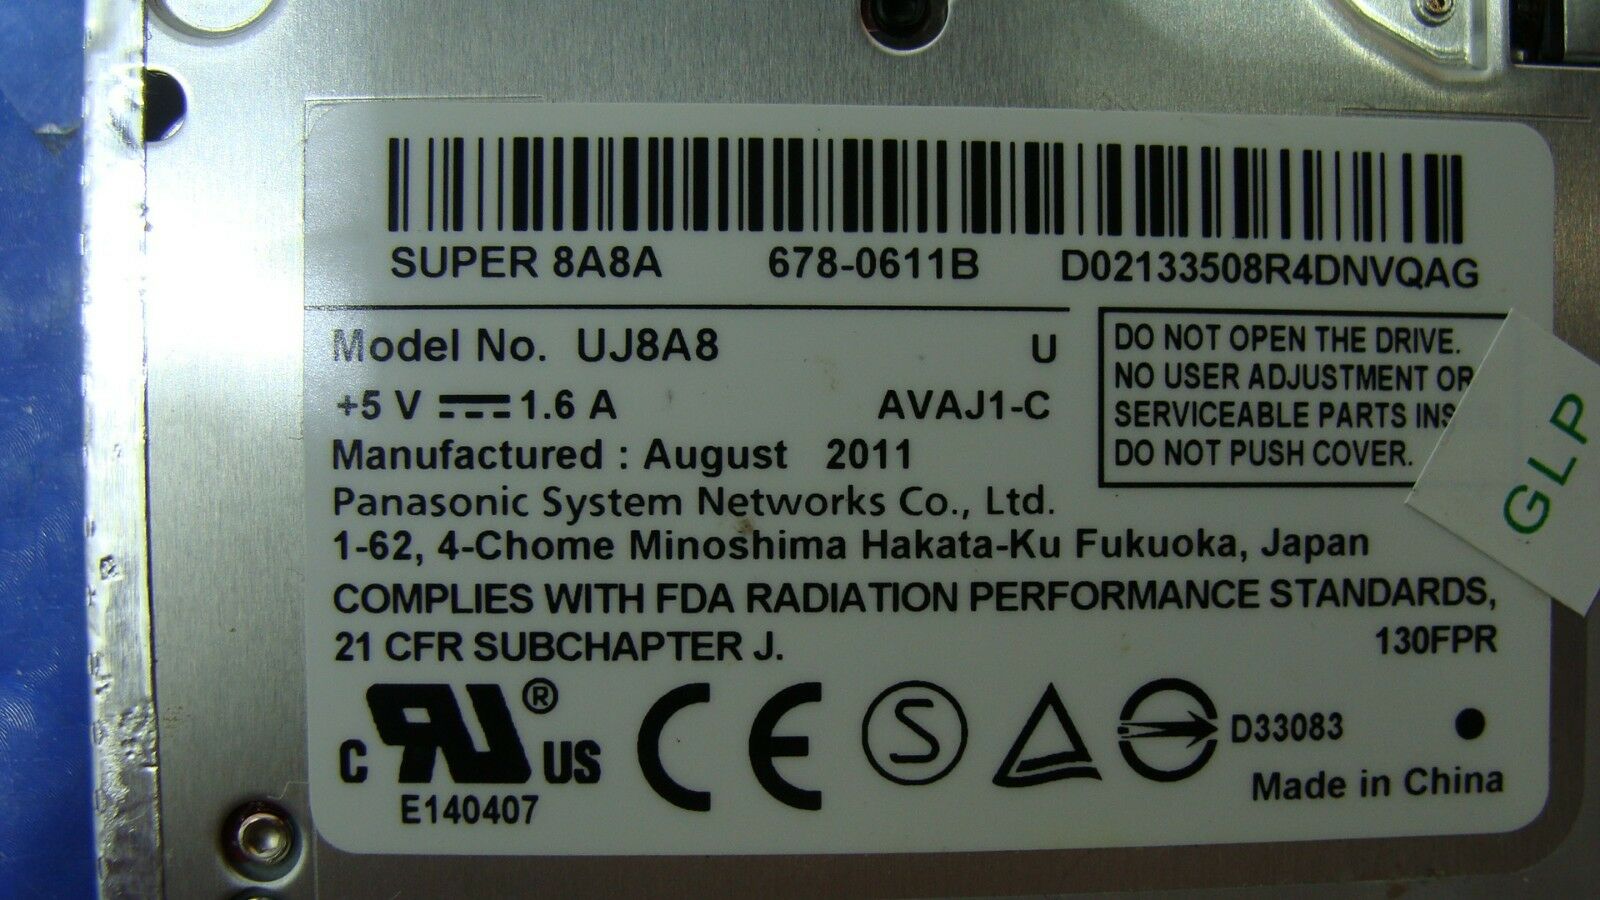 SUPER 8A8A 678-0611B D02133508R4DNVQAG
Model No. UJ8A8 U
+5 V 1.6 A AVAJ1-C
Manufactured : August 2011
Panasonic System Networks Co., Ltd.
1-62, 4-Chome Minoshima Hakata-Ku Fukuoka, Japan
DO NOT OPEN THE DRIVE.
NO USER ADJUSTMENT OR
SERVICEABLE PARTS INS
DO NOT PUSH COVER.
GLP
COMPLIES WITH FDA RADIATION PERFORMANCE STANDARDS,
21 CFR SUBCHAPTER J. 130FPR
C RU ® US
E140407
CE
S
D33083
Made in China